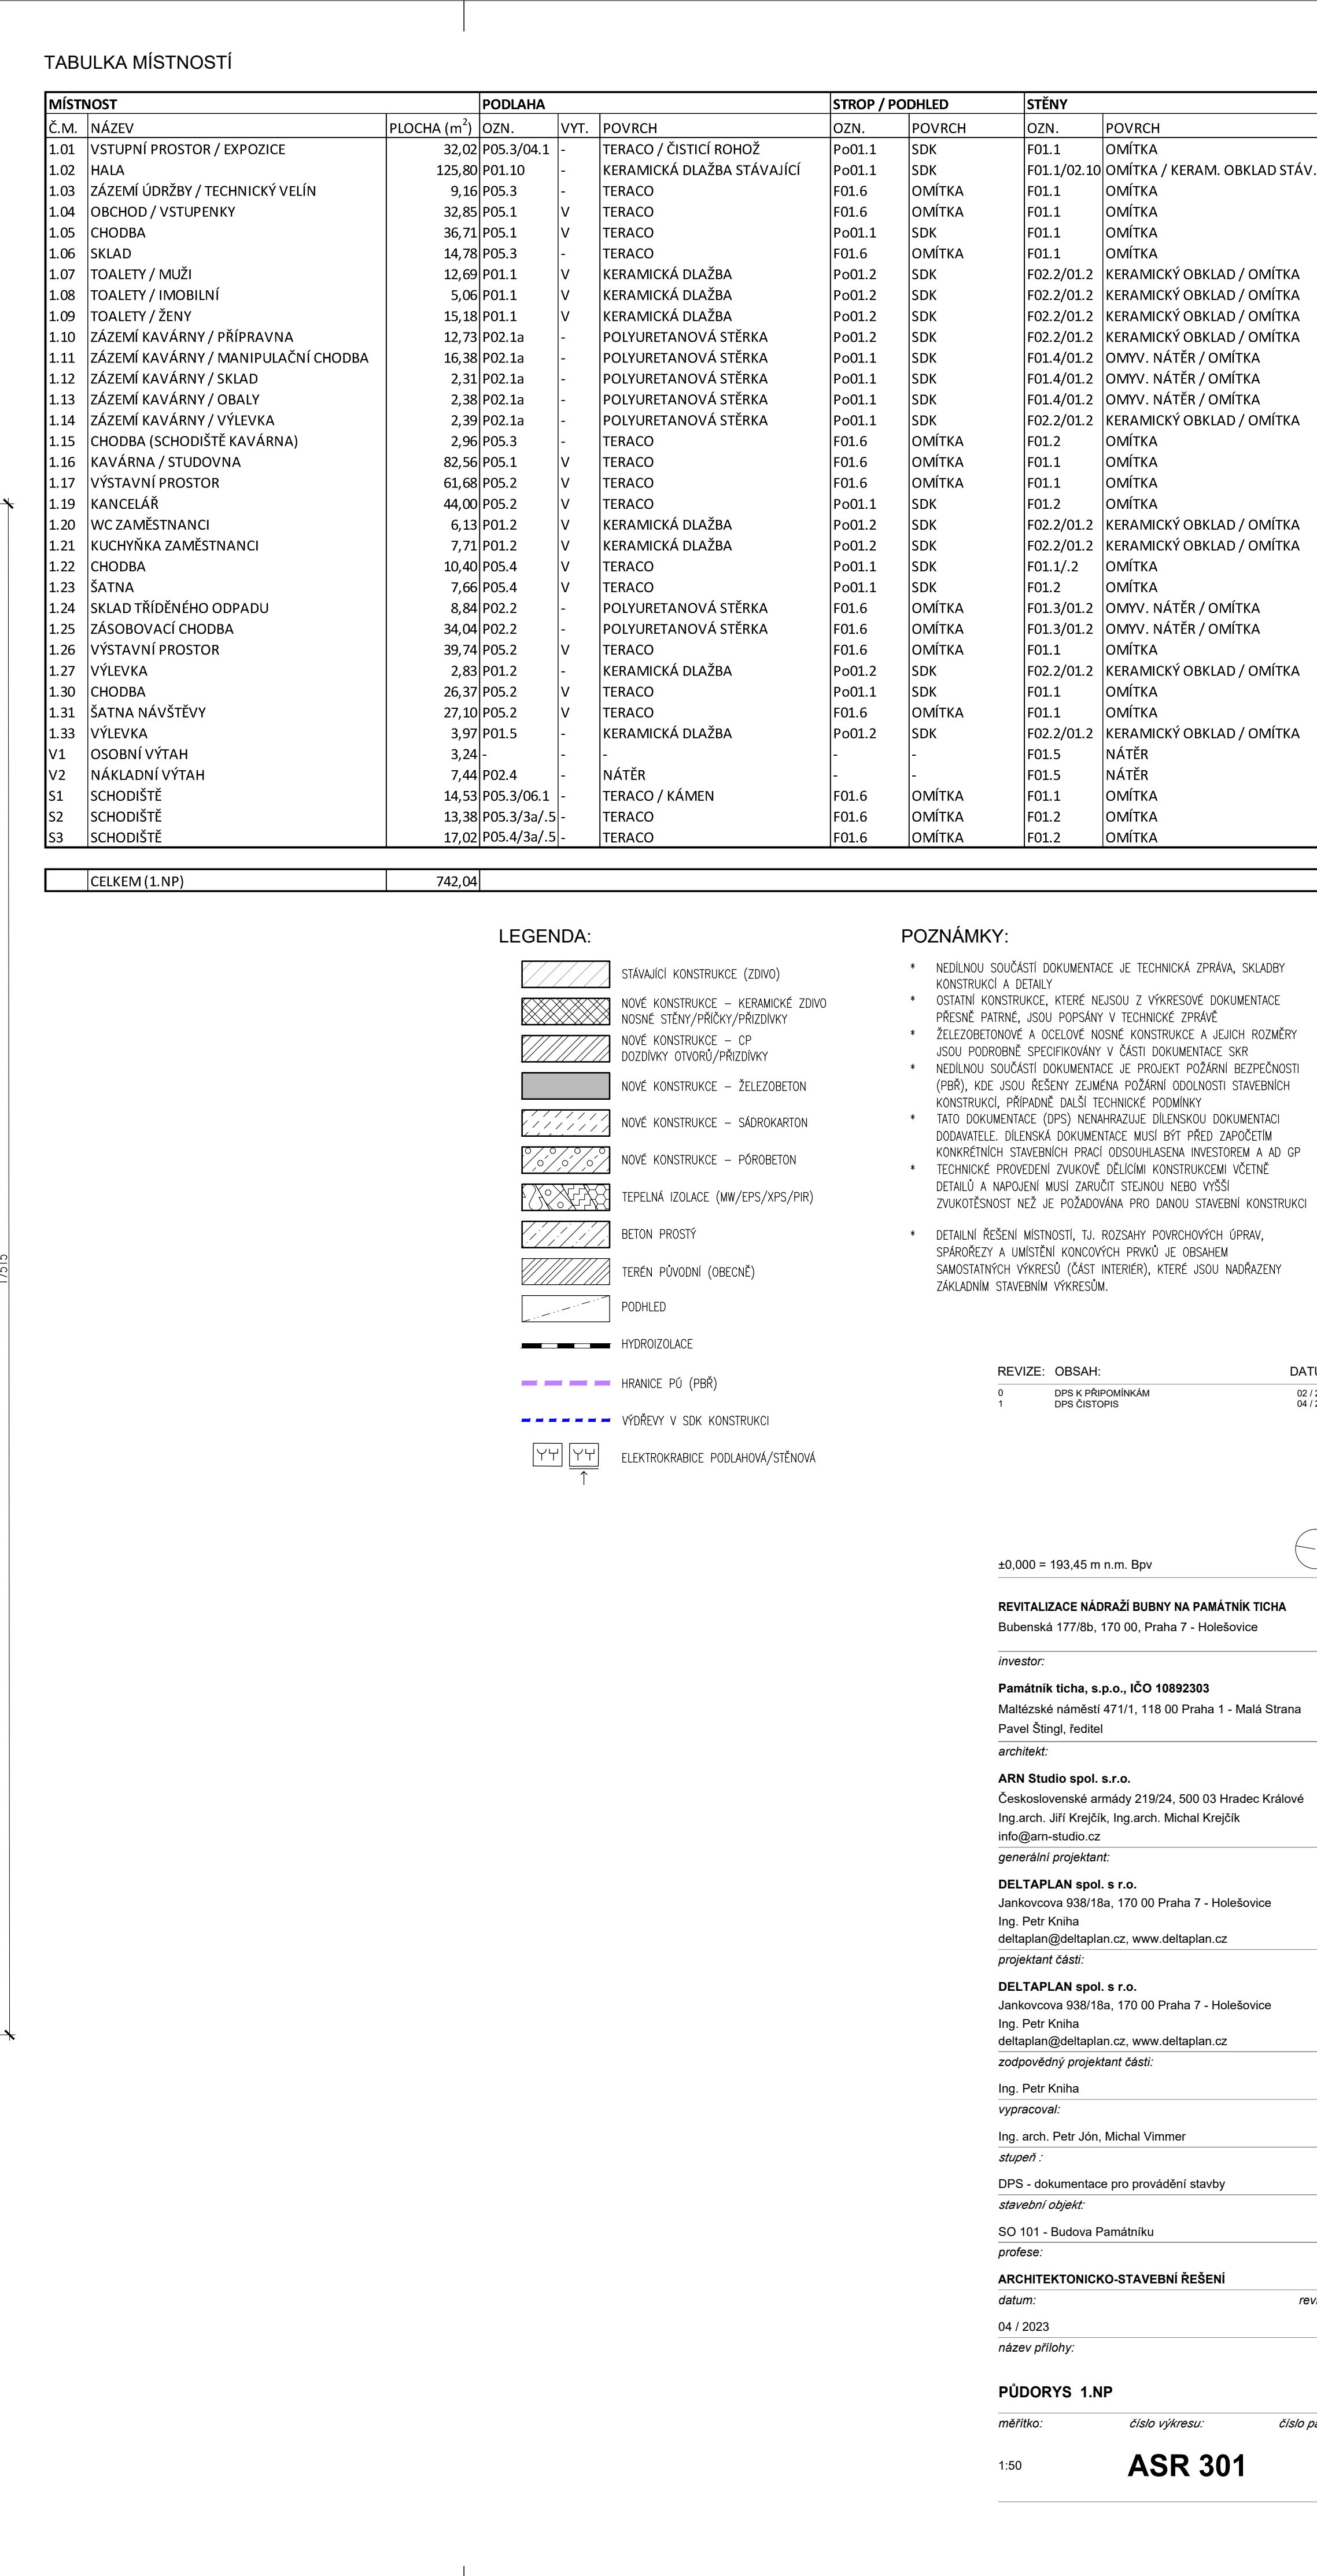 TABULKA MÍSTNOSTÍ
MÍSTNOST PODLAHA STROP / PODHLED STĚNY
Č.M. NÁZEV PLOCHA (m²) OZN. VYT. POVRCH OZN. POVRCH OZN. POVRCH
1.01 VSTUPNÍ PROSTOR / EXPOZICE 32,02 P05.3/04.1 - TERACO / ČISTICÍ ROHOŽ Po01.1 SDK F01.1 OMÍTKA
1.02 HALA 125,80 P01.10 - KERAMICKÁ DLAŽBA STÁVAJÍCÍ Po01.1 SDK F01.1/02.10 OMÍTKA / KERAM. OBKLAD STÁV.
1.03 ZÁZEMÍ ÚDRŽBY / TECHNICKÝ VELÍN 9,16 P05.3 - TERACO F01.6 OMÍTKA F01.1 OMÍTKA
1.04 OBCHOD / VSTUPENKY 32,85 P05.1 V TERACO F01.6 OMÍTKA F01.1 OMÍTKA
1.05 CHODBA 36,71 P05.1 V TERACO Po01.1 SDK F01.1 OMÍTKA
1.06 SKLAD 14,78 P05.3 - TERACO F01.6 OMÍTKA F01.1 OMÍTKA
1.07 TOALETY / MUŽI 12,69 P01.1 V KERAMICKÁ DLAŽBA Po01.2 SDK F02.2/01.2 KERAMICKÝ OBKLAD / OMÍTKA
1.08 TOALETY / IMOBILNÍ 5,06 P01.1 V KERAMICKÁ DLAŽBA Po01.2 SDK F02.2/01.2 KERAMICKÝ OBKLAD / OMÍTKA
1.09 TOALETY / ŽENY 15,18 P01.1 V KERAMICKÁ DLAŽBA Po01.2 SDK F02.2/01.2 KERAMICKÝ OBKLAD / OMÍTKA
1.10 ZÁZEMÍ KAVÁRNY / PŘÍPRAVNA 12,73 P02.1a - POLYURETANOVÁ STĚRKA Po01.2 SDK F02.2/01.2 KERAMICKÝ OBKLAD / OMÍTKA
1.11 ZÁZEMÍ KAVÁRNY / MANIPULAČNÍ CHODBA 16,38 P02.1a - POLYURETANOVÁ STĚRKA Po01.1 SDK F01.4/01.2 OMYV. NÁTĚR / OMÍTKA
1.12 ZÁZEMÍ KAVÁRNY / SKLAD 2,31 P02.1a - POLYURETANOVÁ STĚRKA Po01.1 SDK F01.4/01.2 OMYV. NÁTĚR / OMÍTKA
1.13 ZÁZEMÍ KAVÁRNY / OBALY 2,38 P02.1a - POLYURETANOVÁ STĚRKA Po01.1 SDK F01.4/01.2 OMYV. NÁTĚR / OMÍTKA
1.14 ZÁZEMÍ KAVÁRNY / VÝLEVKA 2,39 P02.1a - POLYURETANOVÁ STĚRKA Po01.1 SDK F02.2/01.2 KERAMICKÝ OBKLAD / OMÍTKA
1.15 CHODBA (SCHODIŠTĚ KAVÁRNA) 2,96 P05.3 - TERACO F01.6 OMÍTKA F01.2 OMÍTKA
1.16 KAVÁRNA / STUDOVNA 82,56 P05.1 V TERACO F01.6 OMÍTKA F01.1 OMÍTKA
1.17 VÝSTAVNÍ PROSTOR 61,68 P05.2 V TERACO F01.6 OMÍTKA F01.1 OMÍTKA
1.19 KANCELÁŘ 44,00 P05.2 V TERACO Po01.1 SDK F01.2 OMÍTKA
1.20 WC ZAMĚSTNANCI 6,13 P01.2 V KERAMICKÁ DLAŽBA Po01.2 SDK F02.2/01.2 KERAMICKÝ OBKLAD / OMÍTKA
1.21 KUCHYŇKA ZAMĚSTNANCI 7,71 P01.2 V KERAMICKÁ DLAŽBA Po01.2 SDK F02.2/01.2 KERAMICKÝ OBKLAD / OMÍTKA
1.22 CHODBA 10,40 P05.4 V TERACO Po01.1 SDK F01.1/.2 OMÍTKA
1.23 ŠATNA 7,66 P05.4 V TERACO Po01.1 SDK F01.2 OMÍTKA
1.24 SKLAD TŘÍDĚNÉHO ODPADU 8,84 P02.2 - POLYURETANOVÁ STĚRKA F01.6 OMÍTKA F01.3/01.2 OMYV. NÁTĚR / OMÍTKA
1.25 ZÁSOBOVACÍ CHODBA 34,04 P02.2 - POLYURETANOVÁ STĚRKA F01.6 OMÍTKA F01.3/01.2 OMYV. NÁTĚR / OMÍTKA
1.26 VÝSTAVNÍ PROSTOR 39,74 P05.2 V TERACO F01.6 OMÍTKA F01.1 OMÍTKA
1.27 VÝLEVKA 2,83 P01.2 - KERAMICKÁ DLAŽBA Po01.2 SDK F02.2/01.2 KERAMICKÝ OBKLAD / OMÍTKA
1.30 CHODBA 26,37 P05.2 V TERACO Po01.1 SDK F01.1 OMÍTKA
1.31 ŠATNA NÁVŠTĚVY 27,10 P05.2 V TERACO F01.6 OMÍTKA F01.1 OMÍTKA
1.33 VÝLEVKA 3,97 P01.5 - KERAMICKÁ DLAŽBA Po01.2 SDK F02.2/01.2 KERAMICKÝ OBKLAD / OMÍTKA
V1 OSOBNÍ VÝTAH 3,24 - - - - - F01.5 NÁTĚR
V2 NÁKLADNÍ VÝTAH 7,44 P02.4 - NÁTĚR - - F01.5 NÁTĚR
S1 SCHODIŠTĚ 14,53 P05.3/06.1 - TERACO / KÁMEN F01.6 OMÍTKA F01.1 OMÍTKA
S2 SCHODIŠTĚ 13,38 P05.3/3a/.5 - TERACO F01.6 OMÍTKA F01.2 OMÍTKA
S3 SCHODIŠTĚ 17,02 P05.4/3a/.5 - TERACO F01.6 OMÍTKA F01.2 OMÍTKA
CELKEM (1.NP) 742,04
17515
LEGENDA:
STÁVAJÍCÍ KONSTRUKCE (ZDIVO)
NOVÉ KONSTRUKCE – KERAMICKÉ ZDIVO
NOSNÉ STĚNY/PŘÍČKY/PŘIZDÍVKY
NOVÉ KONSTRUKCE – CP
DOZDÍVKY OTVORŮ/PŘIZDÍVKY
NOVÉ KONSTRUKCE – ŽELEZOBETON
NOVÉ KONSTRUKCE – SÁDROKARTON
NOVÉ KONSTRUKCE – PÓROBETON
TEPELNÁ IZOLACE (MW/EPS/XPS/PIR)
BETON PROSTÝ
TERÉN PŮVODNÍ (OBECNĚ)
PODHLED
HYDROIZOLACE
HRANICE PÚ (PBŘ)
VÝDŘEVY V SDK KONSTRUKCI
ELEKTROKRABICE PODLAHOVÁ/STĚNOVÁ
POZNÁMKY:
* NEDÍLNOU SOUČÁSTÍ DOKUMENTACE JE TECHNICKÁ ZPRÁVA, SKLADBY
KONSTRUKCÍ A DETAILY
* OSTATNÍ KONSTRUKCE, KTERÉ NEJSOU Z VÝKRESOVÉ DOKUMENTACE
PŘESNĚ PATRNÉ, JSOU POPSÁNY V TECHNICKÉ ZPRÁVĚ
* ŽELEZOBETONOVÉ A OCELOVÉ NOSNÉ KONSTRUKCE A JEJICH ROZMĚRY
JSOU PODROBNĚ SPECIFIKOVÁNY V ČÁSTI DOKUMENTACE SKR
* NEDÍLNOU SOUČÁSTÍ DOKUMENTACE JE PROJEKT POŽÁRNÍ BEZPEČNOSTI
(PBŘ), KDE JSOU ŘEŠENY ZEJMÉNA POŽÁRNÍ ODOLNOSTI STAVEBNÍCH
KONSTRUKCÍ, PŘÍPADNĚ DALŠÍ TECHNICKÉ PODMÍNKY
* TATO DOKUMENTACE (DPS) NENAHRAZUJE DÍLENSKOU DOKUMENTACI
DODAVATELE. DÍLENSKÁ DOKUMENTACE MUSÍ BÝT PŘED ZAPOČETÍM
KONKRÉTNÍCH STAVEBNÍCH PRACÍ ODSOUHLASENA INVESTOREM A AD GP
* TECHNICKÉ PROVEDENÍ ZVUKOVĚ DĚLÍCÍMI KONSTRUKCEMI VČETNĚ
DETAILŮ A NAPOJENÍ MUSÍ ZARUČIT STEJNOU NEBO VYŠŠÍ
ZVUKOTĚSNOST NEŽ JE POŽADOVÁNA PRO DANOU STAVEBNÍ KONSTRUKCI
* DETAILNÍ ŘEŠENÍ MÍSTNOSTÍ, TJ. ROZSAHY POVRCHOVÝCH ÚPRAV,
SPÁROŘEZY A UMÍSTĚNÍ KONCOVÝCH PRVKŮ JE OBSAHEM
SAMOSTATNÝCH VÝKRESŮ (ČÁST INTERIÉR), KTERÉ JSOU NADŘAZENY
ZÁKLADNÍM STAVEBNÍM VÝKRESŮM.
REVIZE: OBSAH: DATU
0 DPS K PŘIPOMÍNKÁM 02 / 2
1 DPS ČISTOPIS 04 / 2
±0,000 = 193,45 m n.m. Bpv
REVITALIZACE NÁDRAŽÍ BUBNY NA PAMÁTNÍK TICHA
Bubenská 177/8b, 170 00, Praha 7 - Holešovice
investor:
Památník ticha, s.p.o., IČO 10892303
Maltézské náměstí 471/1, 118 00 Praha 1 - Malá Strana
Pavel Štingl, ředitel
architekt:
ARN Studio spol. s.r.o.
Československé armády 219/24, 500 03 Hradec Králové
Ing.arch. Jiří Krejčík, Ing.arch. Michal Krejčík
info@arn-studio.cz
generální projektant:
DELTAPLAN spol. s r.o.
Jankovcova 938/18a, 170 00 Praha 7 - Holešovice
Ing. Petr Kniha
deltaplan@deltaplan.cz, www.deltaplan.cz
projektant části:
DELTAPLAN spol. s r.o.
Jankovcova 938/18a, 170 00 Praha 7 - Holešovice
Ing. Petr Kniha
deltaplan@deltaplan.cz, www.deltaplan.cz
zodpovědný projektant části:
Ing. Petr Kniha
vypracoval:
Ing. arch. Petr Jón, Michal Vimmer
stupeň :
DPS - dokumentace pro provádění stavby
stavební objekt:
SO 101 - Budova Památníku
profese:
ARCHITEKTONICKO-STAVEBNÍ ŘEŠENÍ
datum: rev
04 / 2023
název přílohy:
PŮDORYS 1.NP
měřítko: číslo výkresu: číslo pa
1:50 ASR 301